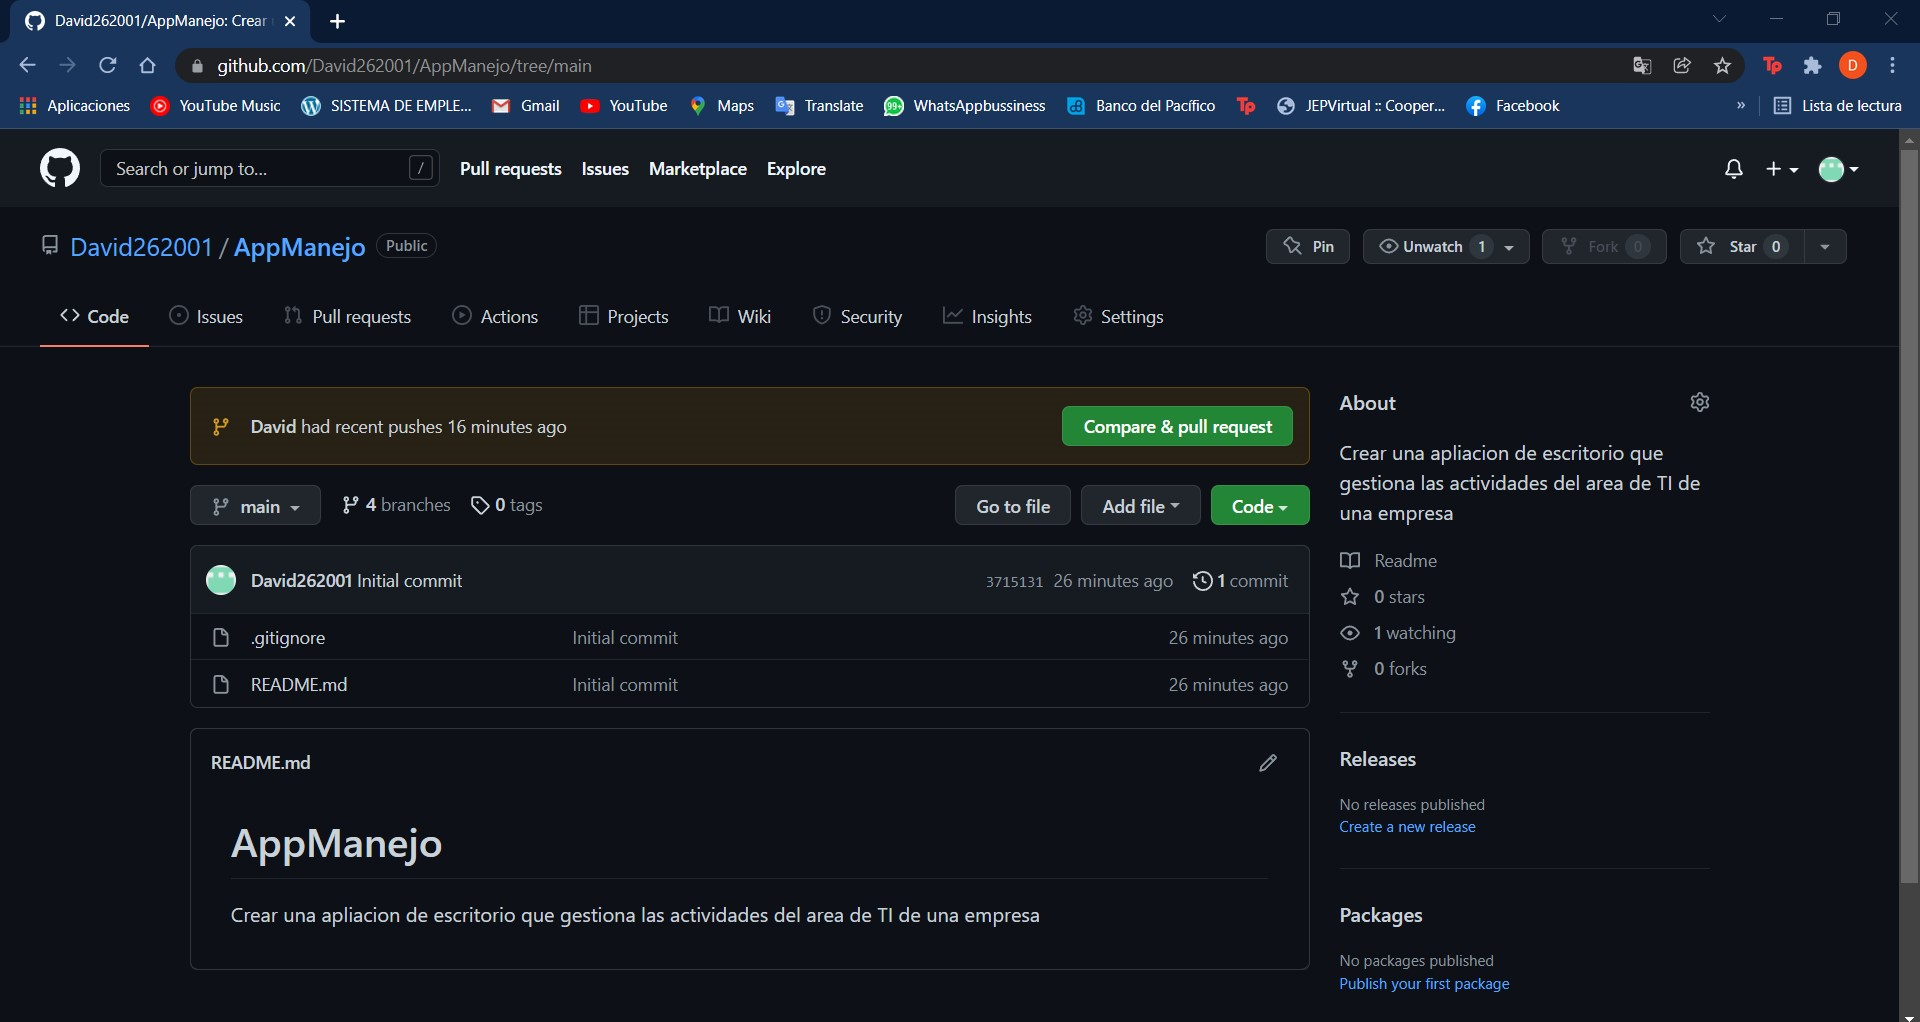 David262001/AppManejo: Crear
github.com/David262001/AppManejo/tree/main
D
Aplicaciones
YouTube Music
SISTEMA DE EMPLE...
Gmail
YouTube
Maps
Translate
99+
WhatsAppbussiness
Banco del Pacífico
Tp
JEPVirtual :: Cooper...
Facebook
»
Lista de lectura
Search or jump to...
/
Pull requests
Issues
Marketplace
Explore
David262001 / AppManejo
Public
Pin
Unwatch 1
Fork 0
Star 0
Code
Issues
Pull requests
Actions
Projects
Wiki
Security
Insights
Settings
David had recent pushes 16 minutes ago
Compare & pull request
main
4 branches
0 tags
Go to file
Add file
Code
David262001 Initial commit
3715131 26 minutes ago
1 commit
.gitignore
Initial commit
26 minutes ago
README.md
Initial commit
26 minutes ago
README.md
AppManejo
Crear una apliacion de escritorio que gestiona las actividades del area de TI de una empresa
About
Crear una apliacion de escritorio que
gestiona las actividades del area de TI de
una empresa
Readme
0 stars
1 watching
0 forks
Releases
No releases published
Create a new release
Packages
No packages published
Publish your first package